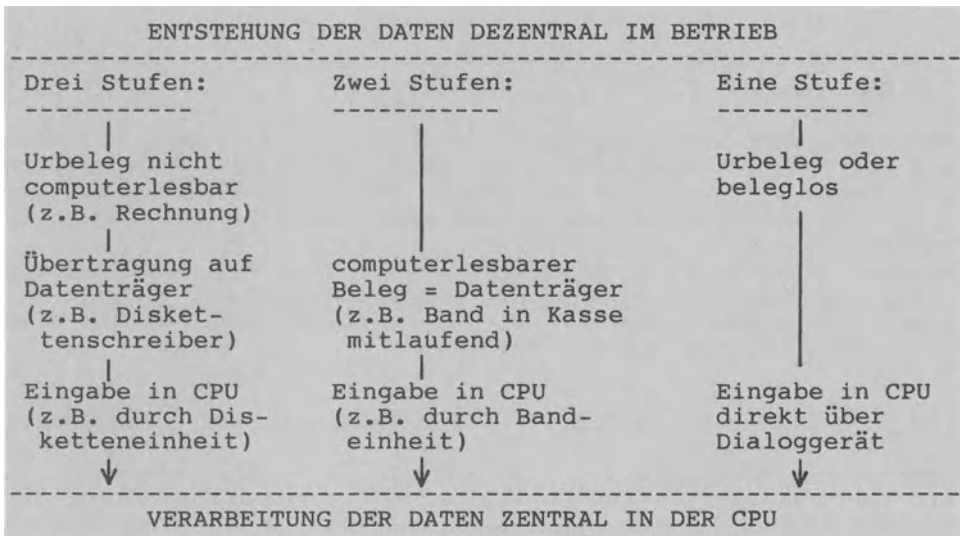 ENTSTEHUNG DER DATEN DEZENTRAL IM BETRIEB
Drei Stufen:
Urbeleg nicht
computerlesbar
(z.B. Rechnung)
Übertragung auf
Datenträger
(z.B. Disket-
tenschreiber)
Eingabe in CPU
(z.B. durch Dis-
ketteneinheit)
Zwei Stufen:
computerlesbarer
Beleg = Datenträger
(z.B. Band in Kasse
mitlaufend)
Eingabe in CPU
(z.B. durch Band-
einheit)
Eine Stufe:
Urbeleg oder
beleglos
Eingabe in CPU
direkt über
Dialoggerät
VERARBEITUNG DER DATEN ZENTRAL IN DER CPU